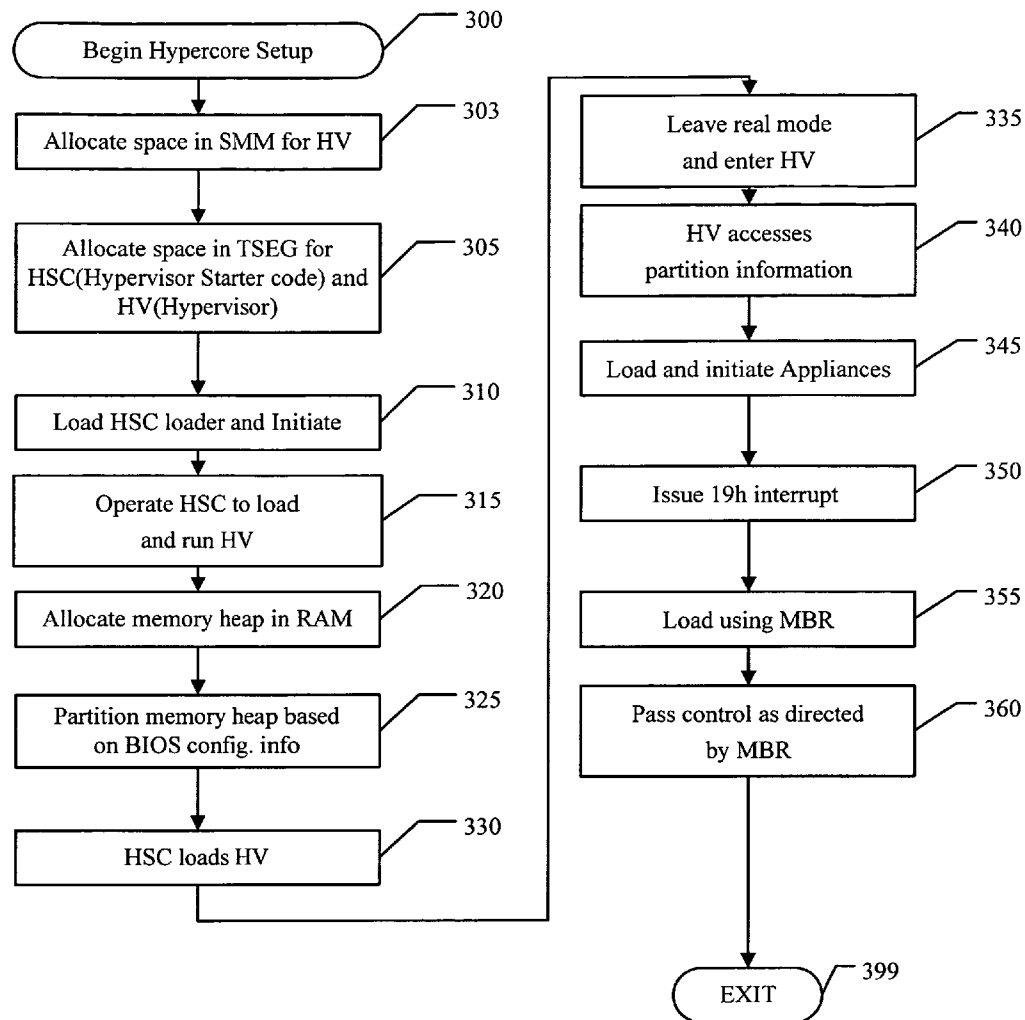 Begin Hypercore Setup
300
Allocate space in SMM for HV
303
Allocate space in TSEG for
HSC(Hypervisor Starter code) and
HV(Hypervisor)
305
Load HSC loader and Initiate
310
Operate HSC to load
and run HV
315
Allocate memory heap in RAM
320
Partition memory heap based
on BIOS config. info
325
HSC loads HV
330
Leave real mode
and enter HV
335
HV accesses
partition information
340
Load and initiate Appliances
345
Issue 19h interrupt
350
Load using MBR
355
Pass control as directed
by MBR
360
EXIT
399